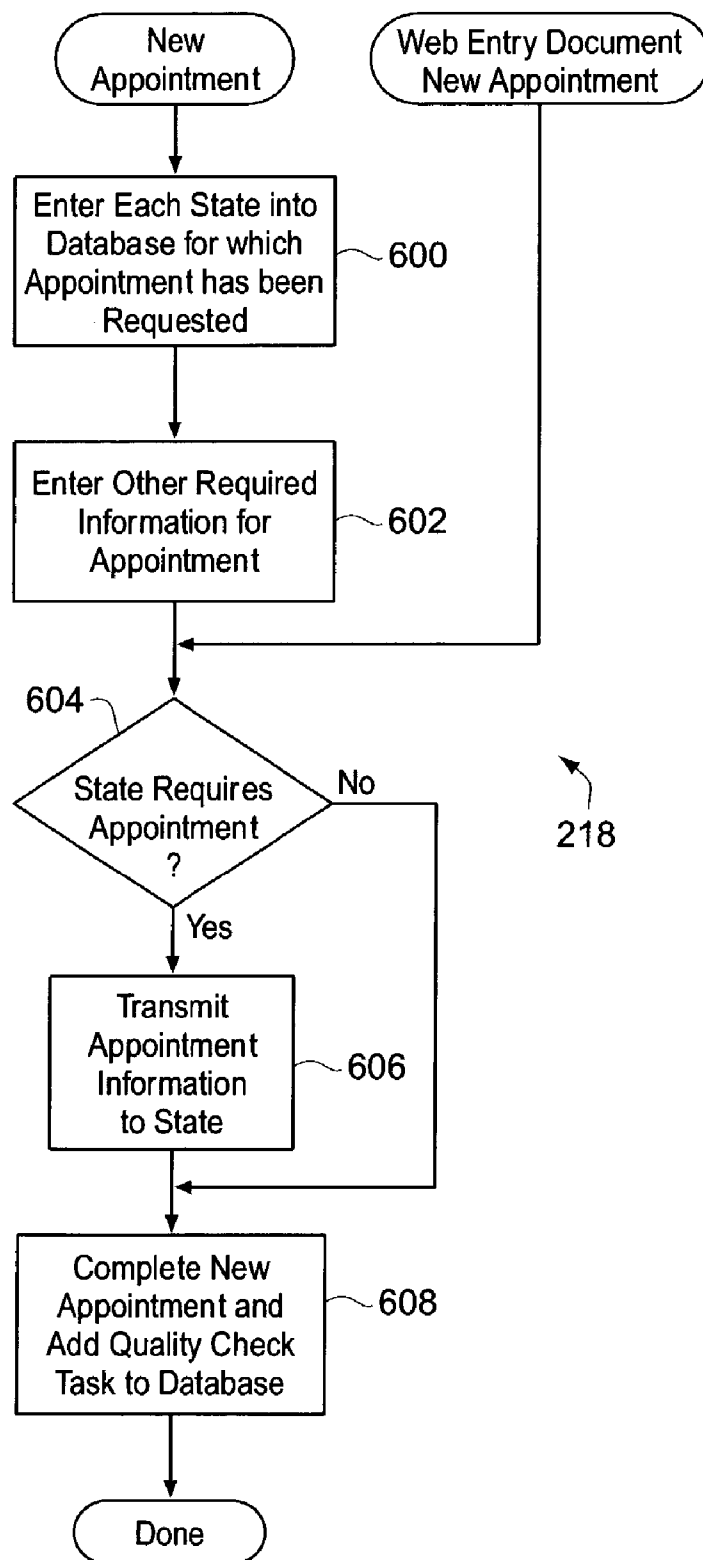 New
Appointment
Web Entry Document
New Appointment
Enter Each State into
Database for which
Appointment has been
Requested
600
Enter Other Required
Information for
Appointment
602
604
State Requires
Appointment
?
No
Yes
218
Transmit
Appointment
Information
to State
606
Complete New
Appointment and
Add Quality Check
Task to Database
608
Done